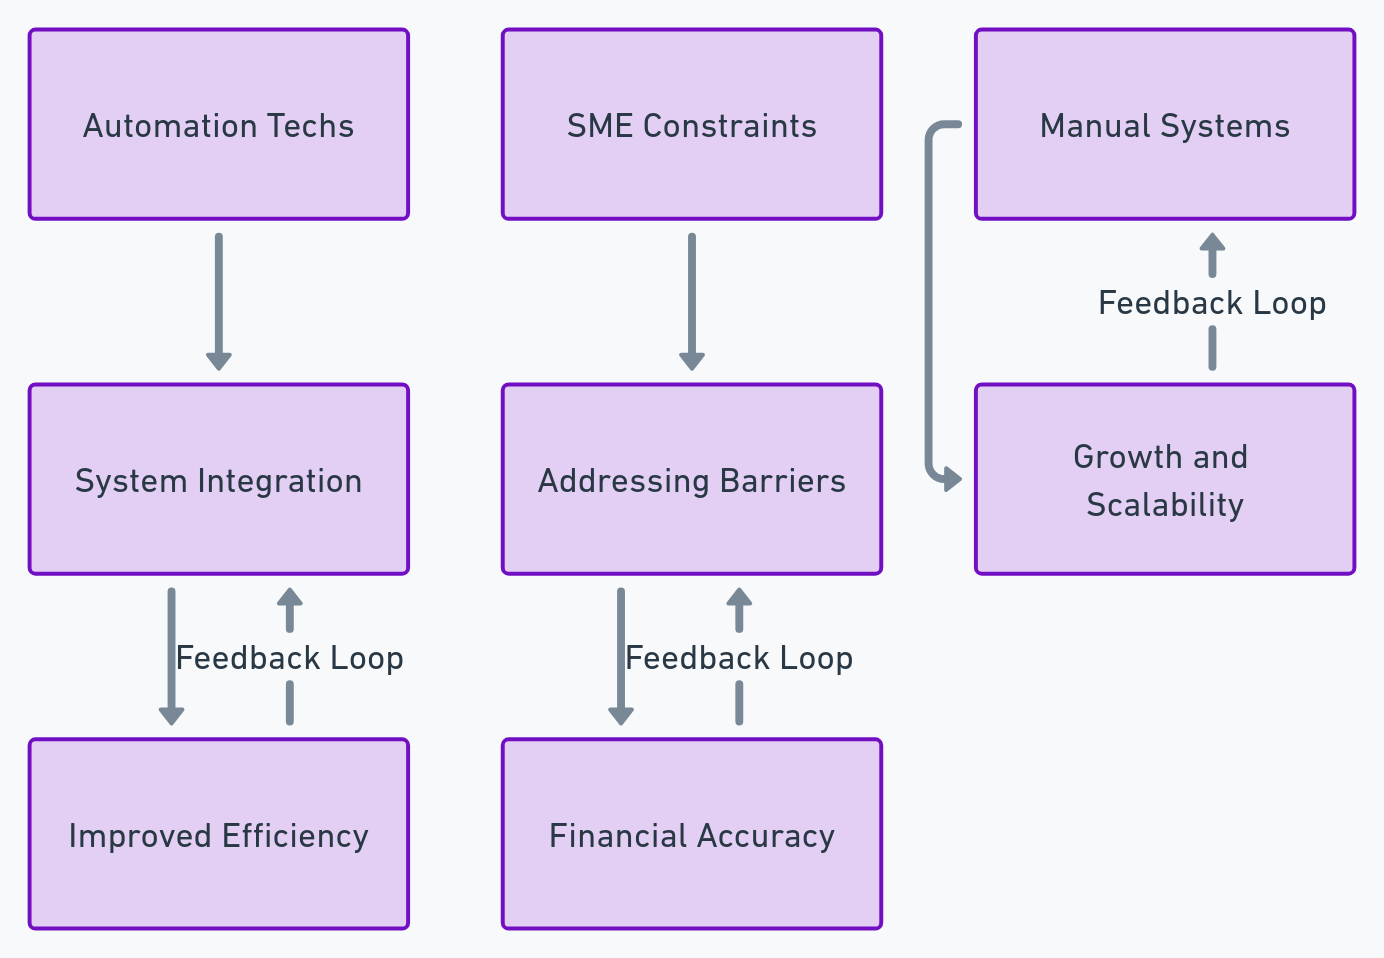 Automation Techs
SME Constraints
Manual Systems
Feedback Loop
System Integration
Addressing Barriers
Growth and
Scalability
Feedback Loop
Feedback Loop
Improved Efficiency
Financial Accuracy